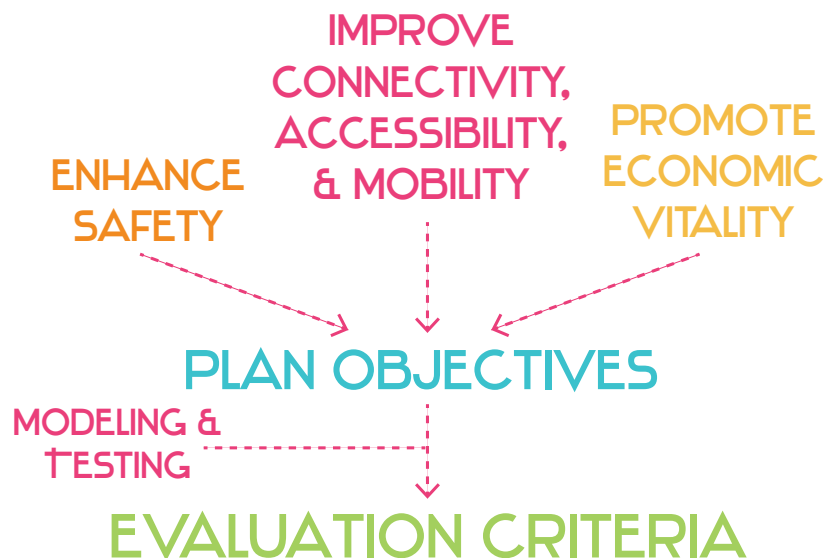 IMPROVE
CONNECTIVITY,
ACCESSIBILITY,
& MOBILITY
ENHANCE
SAFETY
PROMOTE
ECONOMIC
VITALITY
PLAN OBJECTIVES
MODELING &
TESTING
EVALUATION CRITERIA